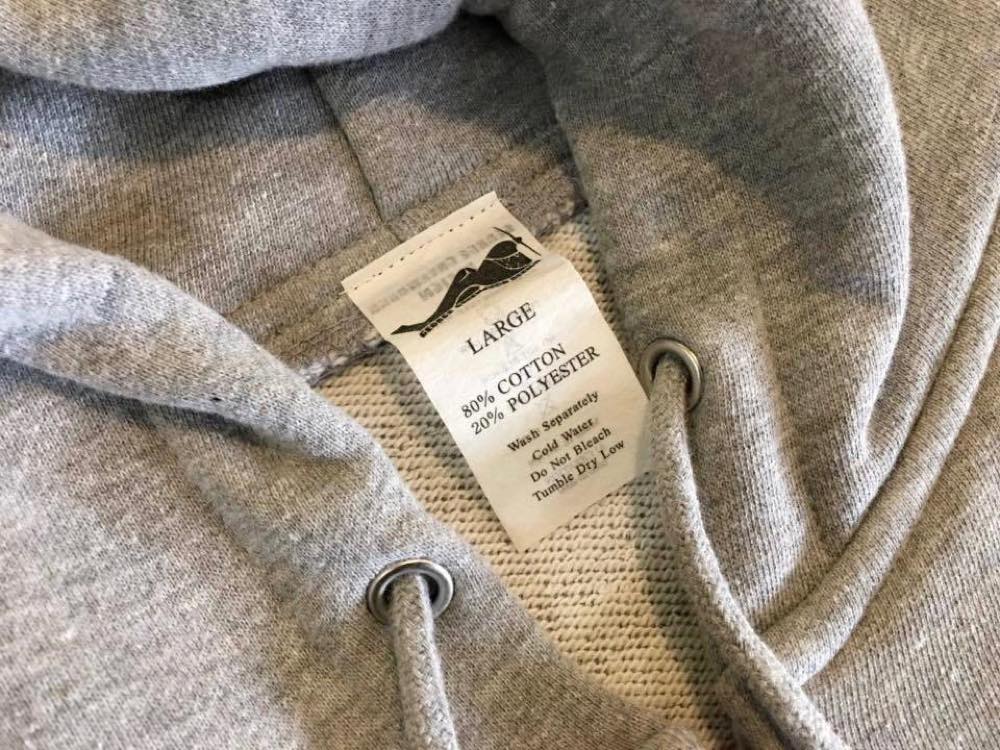 LARGE
80% COTTON
20% POLYESTER
Wash Separately
Cold Water
Do Not Bleach
Tumble Dry Low